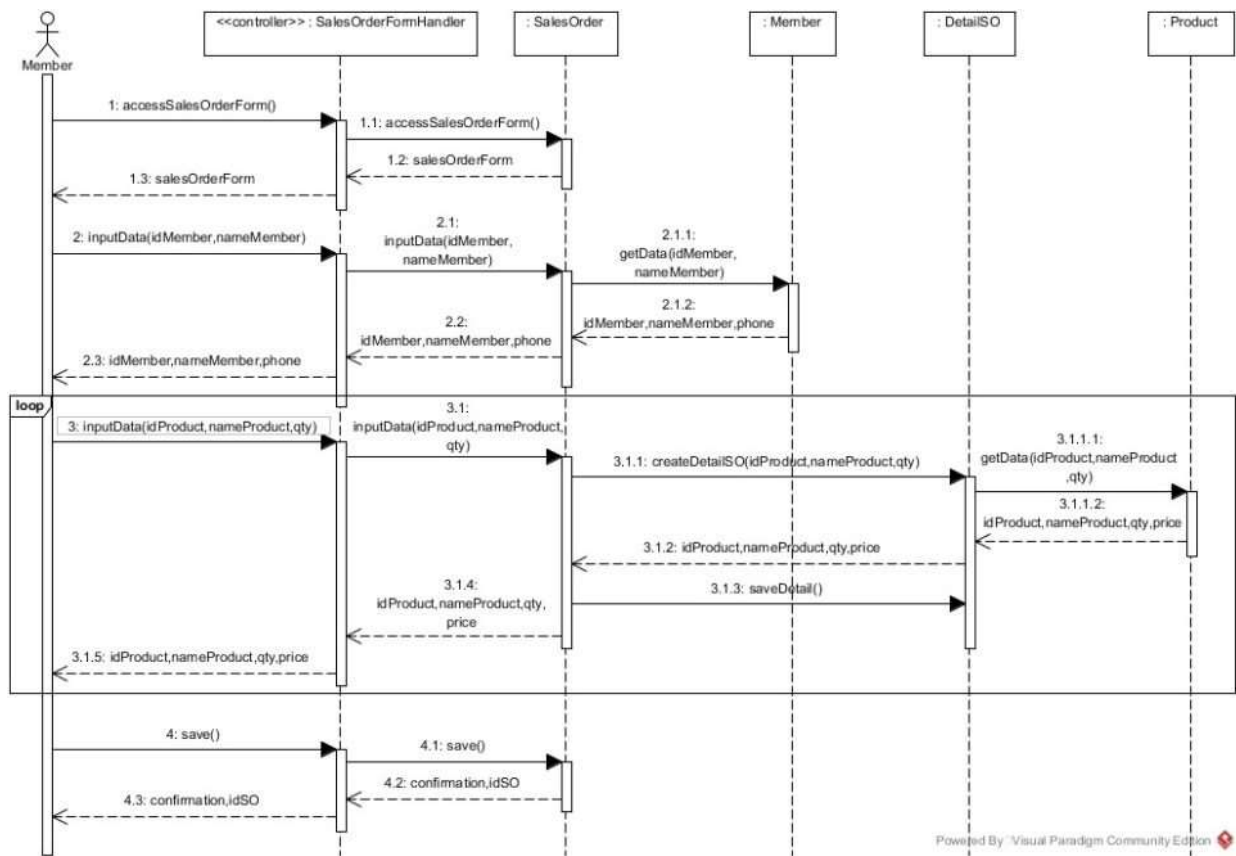 <<controller>> : SalesOrderFormHandler
: SalesOrder
: Member
: DetailSO
: Product
Member
1: accessSalesOrderForm()
1.1: accessSalesOrderForm()
1.2: salesOrderForm
1.3: salesOrderForm
2: inputData(idMember,nameMember)
2.1:
inputData(idMember,
nameMember)
2.1.1:
getData(idMember,
nameMember)
2.1.2:
idMember,nameMember,phone
2.2:
idMember,nameMember,phone
2.3: idMember,nameMember,phone
loop
3: inputData(idProduct,nameProduct,qty)
3.1:
inputData(idProduct,nameProduct,
qty)
3.1.1: createDetailSO(idProduct,nameProduct,qty)
3.1.1.1:
getData(idProduct,nameProduct
,qty)
3.1.1.2:
idProduct,nameProduct,qty,price
3.1.2: idProduct,nameProduct,qty,price
3.1.3: saveDetail()
3.1.4:
idProduct,nameProduct,qty,
price
3.1.5: idProduct,nameProduct,qty,price
4: save()
4.1: save()
4.2: confirmation,idSO
4.3: confirmation,idSO
Powered By Visual Paradigm Community Edition